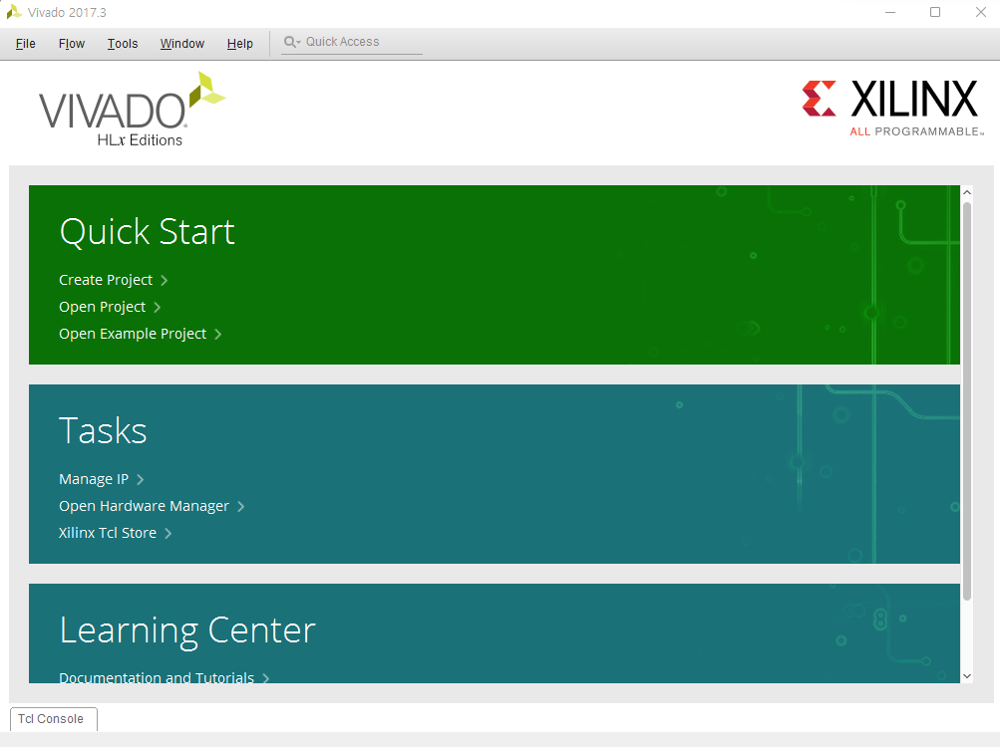 Vivado 2017.3
File Flow Tools Window Help Quick Access
VIVADO
HLx Editions
XILINX
ALL PROGRAMMABLE™
Quick Start
Create Project
Open Project
Open Example Project
Tasks
Manage IP
Open Hardware Manager
Xilinx Tcl Store
Learning Center
Documentation and Tutorials
Tcl Console